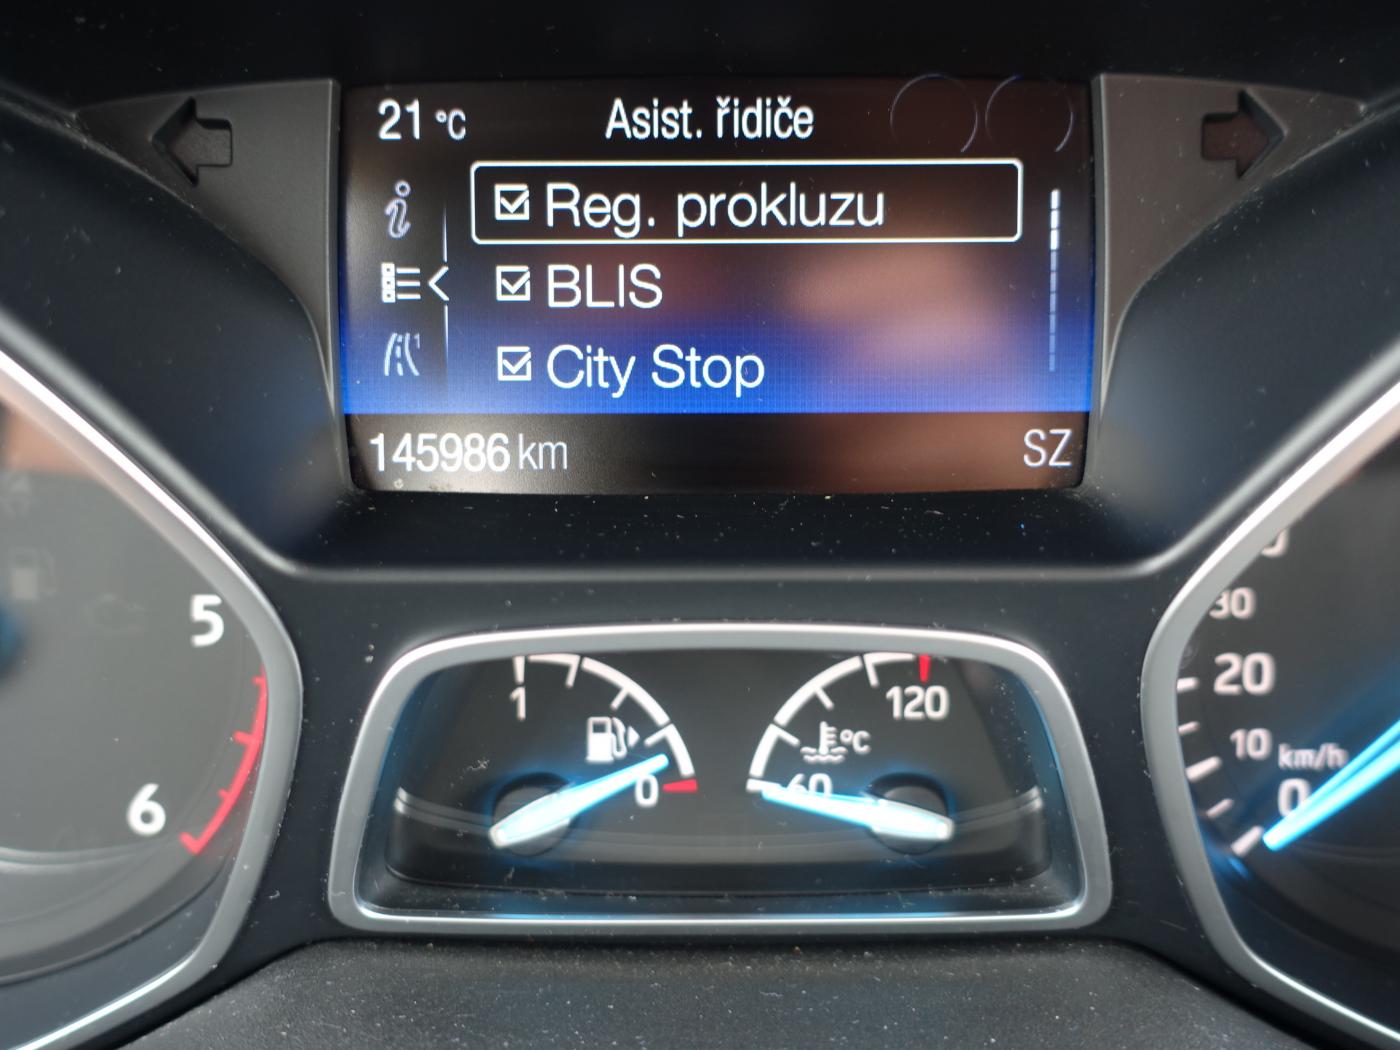 21 °C Asist. řidiče
Reg. prokluzu
BLIS
City Stop
145986 km SZ
5
6
1
0
120
°C
60
30
20
10 km/h
0